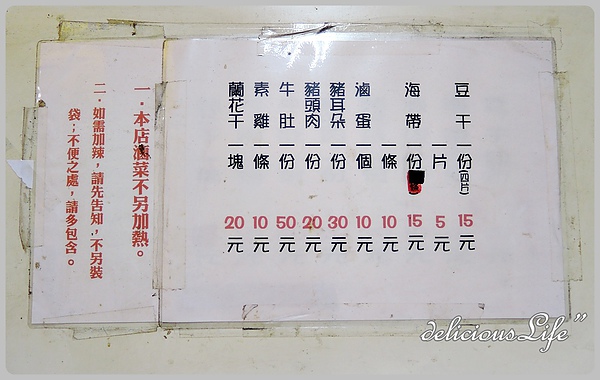 豆干一份(四片) 15元
一片 5元
海帶一份 15元
一條 10元
滷蛋一個 10元
豬耳朵一份 30元
豬頭肉一份 20元
牛肚一份 50元
素雞一條 10元
蘭花干一塊 20元
一．本店滷菜不另加熱。
二．如需加辣，請先告知，不另裝
袋；不便之處，請多包含。
deliciousLife"